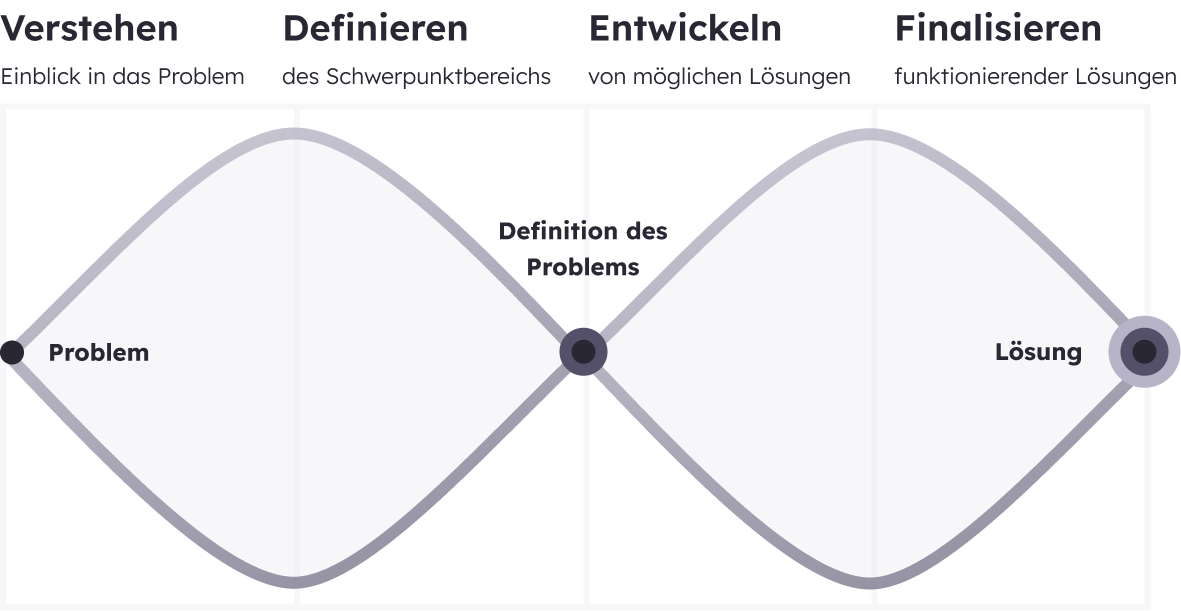 Verstehen
Einblick in das Problem
Definieren
des Schwerpunktbereichs
Entwickeln
von möglichen Lösungen
Finalisieren
funktionierender Lösungen
Definition des
Problems
Problem
Lösung